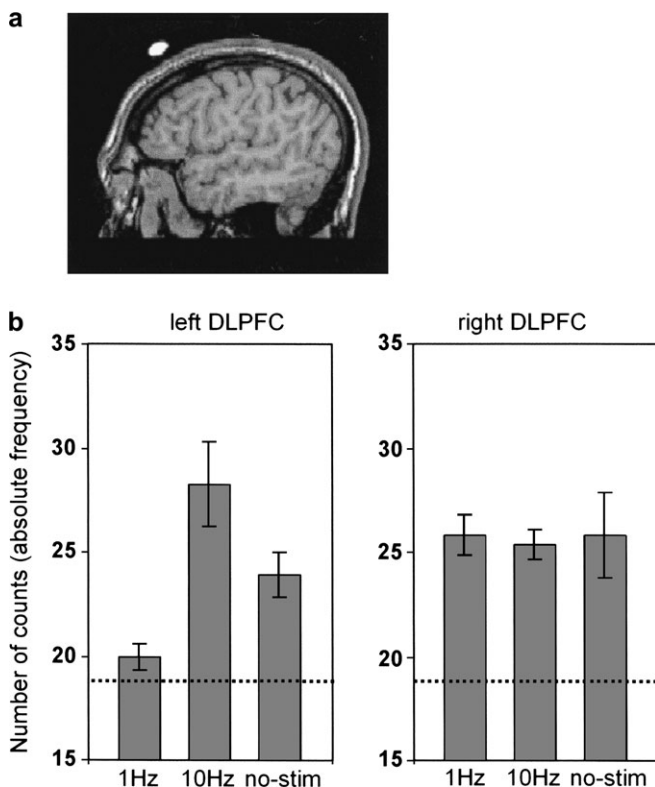 a
b
left DLPFC
right DLPFC
Number of counts (absolute frequency)
35
30
25
20
15
1Hz 10Hz no-stim
35
30
25
20
15
1Hz 10Hz no-stim